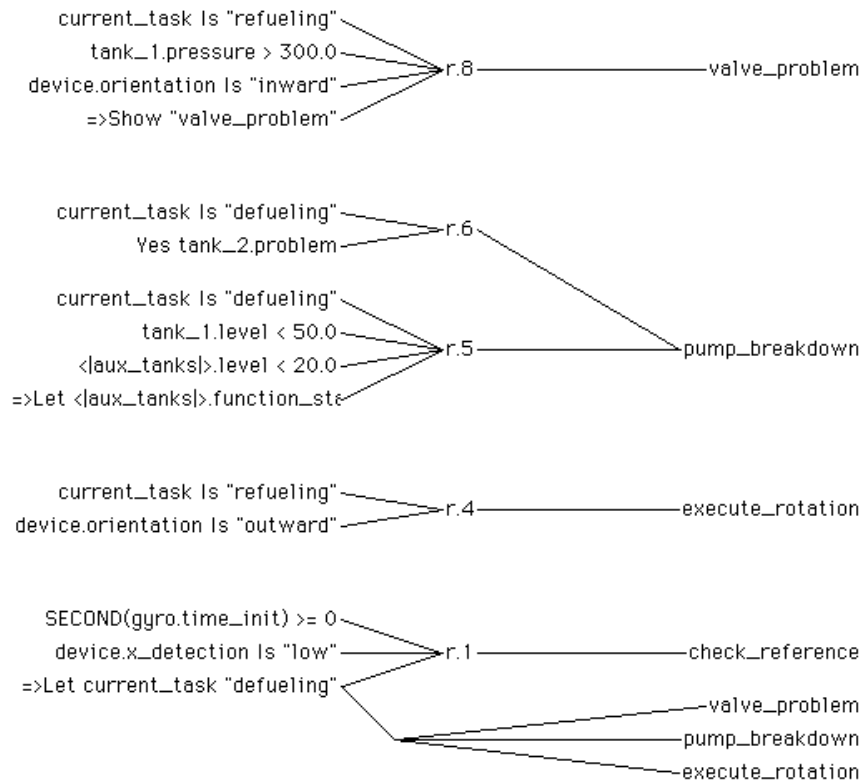 current_task Is "refueling"
tank_1.pressure > 300.0
device.orientation Is "inward"
=>Show "valve_problem"
r.8
valve_problem
current_task Is "defueling"
Yes tank_2.problem
r.6
current_task Is "defueling"
tank_1.level < 50.0
<|aux_tanks|>.level < 20.0
=>Let <|aux_tanks|>.function_sta
r.5
pump_breakdown
current_task Is "refueling"
device.orientation Is "outward"
r.4
execute_rotation
SECOND(gyro.time_init) >= 0
device.x_detection Is "low"
=>Let current_task "defueling"
r.1
check_reference
valve_problem
pump_breakdown
execute_rotation